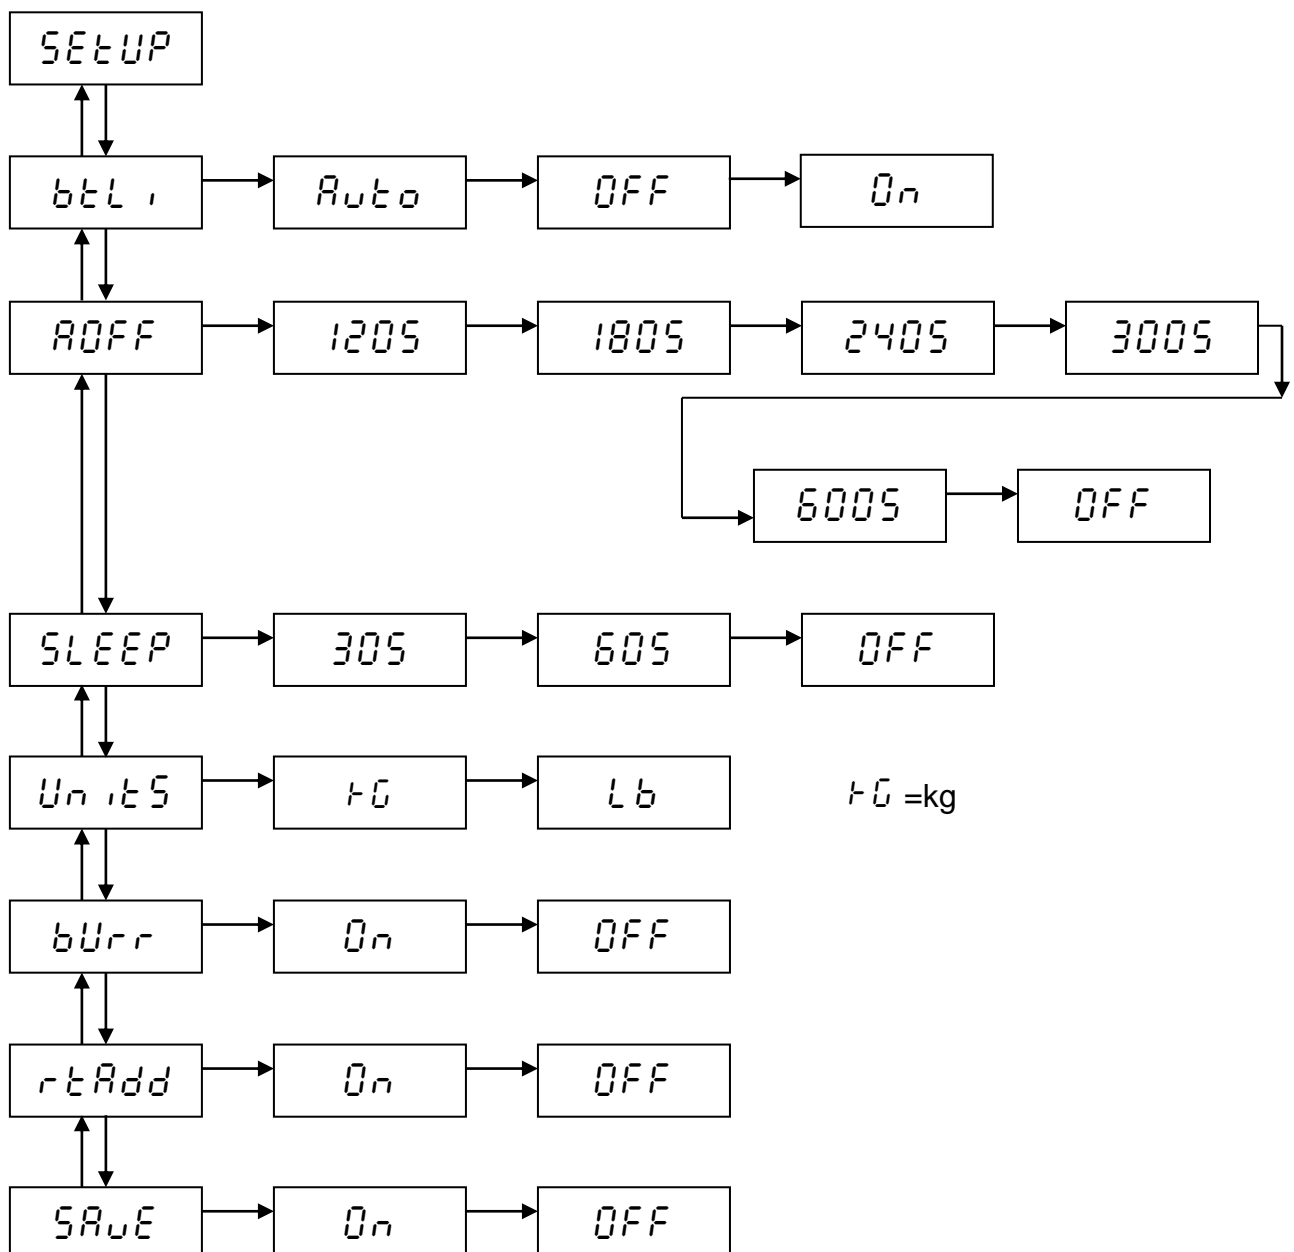 SEtUP
btLi Auto OFF On
AOFF 120S 180S 240S 300S
600S OFF
SLEEP 30S 60S OFF
UnitS kG Lb kG =kg
bUrr On OFF
rtAdd On OFF
SAvE On OFF